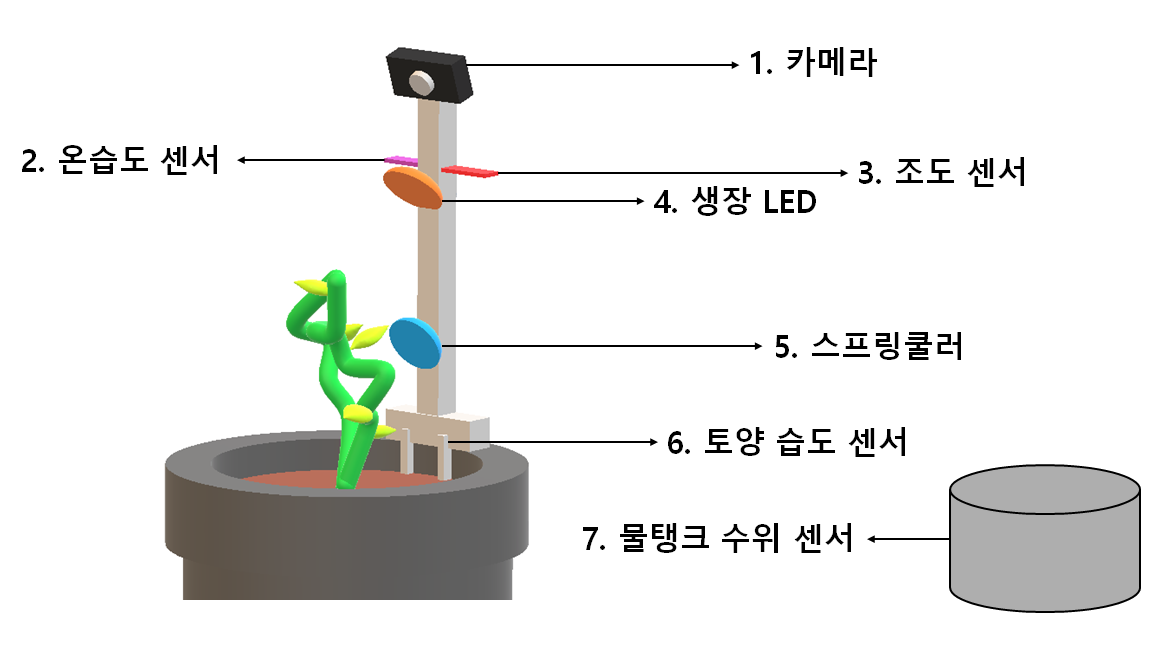 1. 카메라
2. 온습도 센서
3. 조도 센서
4. 생장 LED
5. 스프링쿨러
6. 토양 습도 센서
7. 물탱크 수위 센서